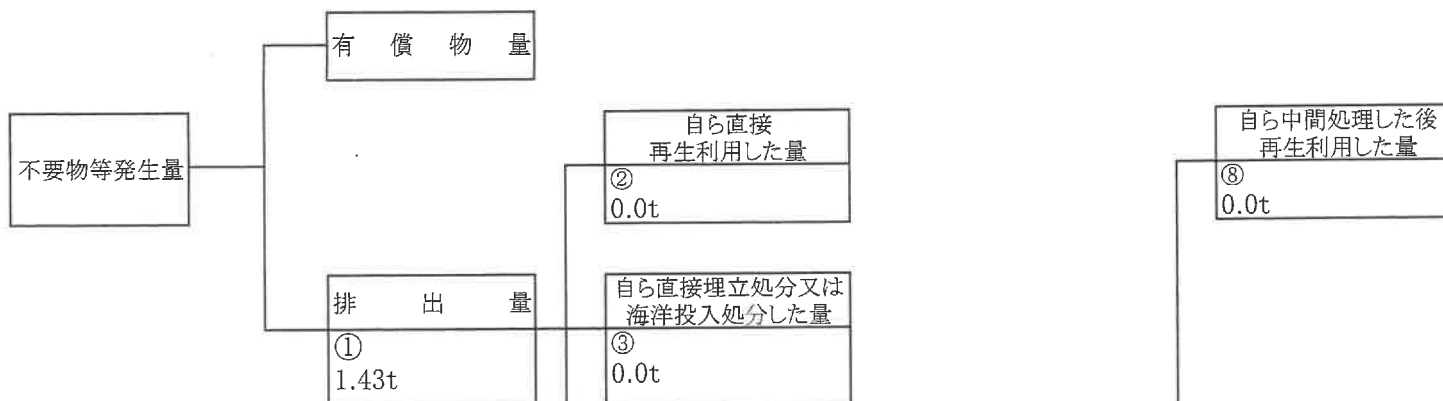 有償物量
不要物等発生量
排出量
①
1.43t
自ら直接
再生利用した量
②
0.0t
自ら直接埋立処分又は
海洋投入処分した量
③
0.0t
自ら中間処理した後
再生利用した量
⑧
0.0t